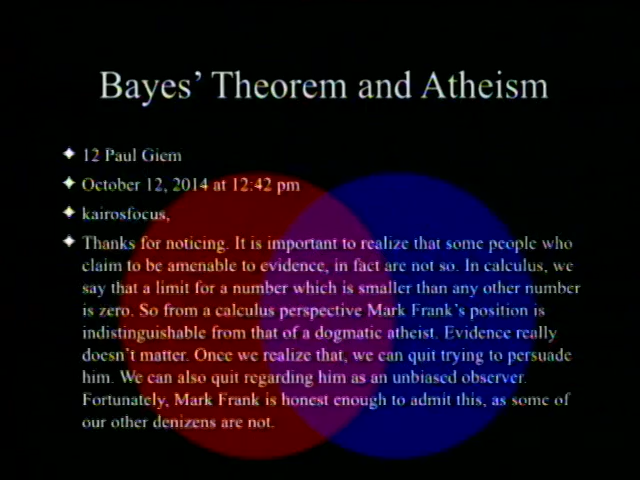 Bayes’ Theorem and Atheism
12 Paul Giem
October 12, 2014 at 12:42 pm
kairosfocus,
Thanks for noticing. It is important to realize that some people who
claim to be amenable to evidence, in fact are not so. In calculus, we
say that a limit for a number which is smaller than any other number
is zero. So from a calculus perspective Mark Frank’s position is
indistinguishable from that of a dogmatic atheist. Evidence really
doesn’t matter. Once we realize that, we can quit trying to persuade
him. We can also quit regarding him as an unbiased observer.
Fortunately, Mark Frank is honest enough to admit this, as some of
our other denizens are not.